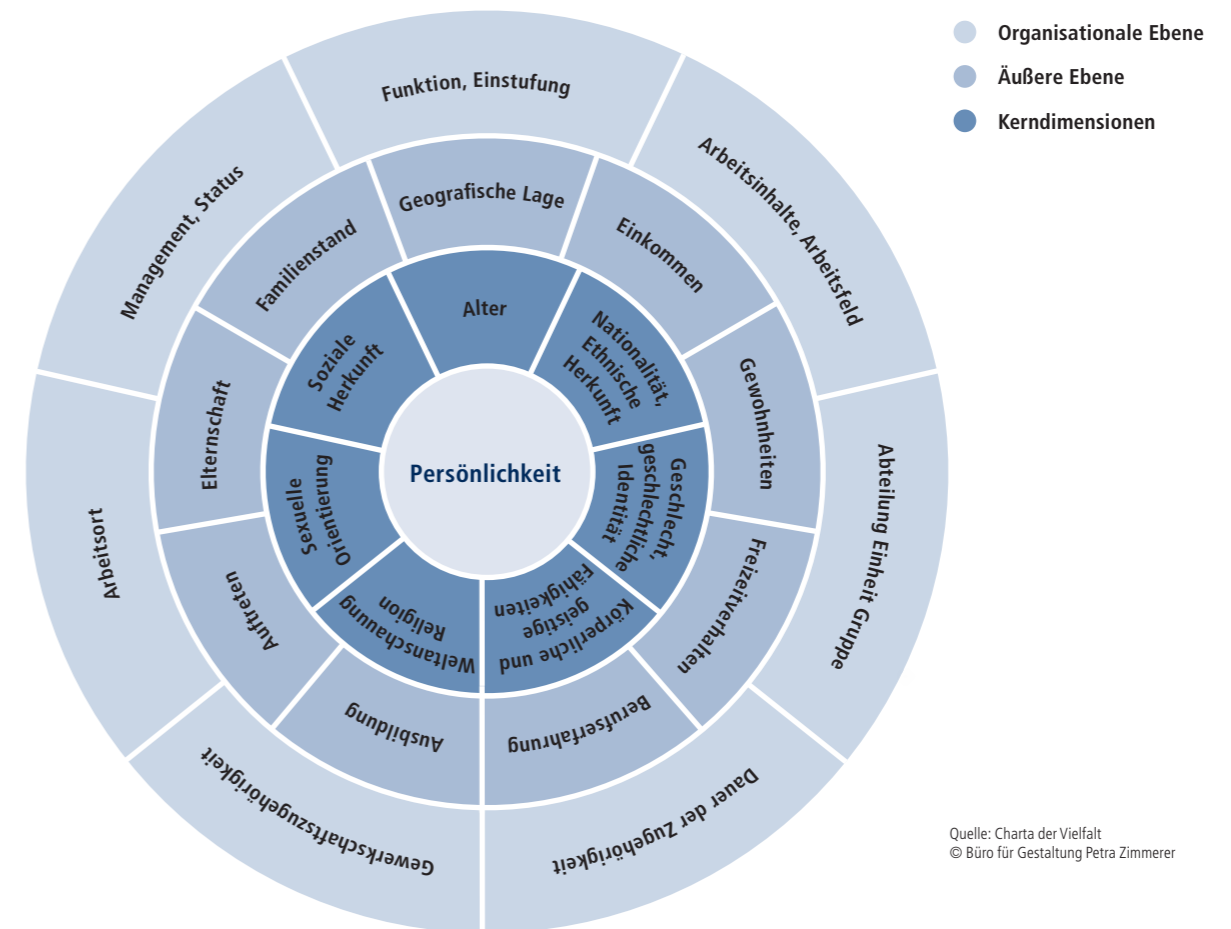 Organisationale Ebene
Äußere Ebene
Kerndimensionen
Funktion, Einstufung
Arbeitsinhalte, Arbeitsfeld
Abteilung Einheit Gruppe
Dauer der Zugehörigkeit
Gewerkschaftszugehörigkeit
Arbeitsort
Management, Status
Geografische Lage
Einkommen
Gewohnheiten
Freizeitverhalten
Berufserfahrung
Ausbildung
Auftreten
Elternschaft
Familienstand
Alter
Nationalität,
Ethnische
Herkunft
Geschlecht,
geschlechtliche
Identität
Körperliche und
geistige
Fähigkeiten
Weltanschauung
Religion
Sexuelle
Orientierung
Soziale
Herkunft
Persönlichkeit
Quelle: Charta der Vielfalt
© Büro für Gestaltung Petra Zimmerer